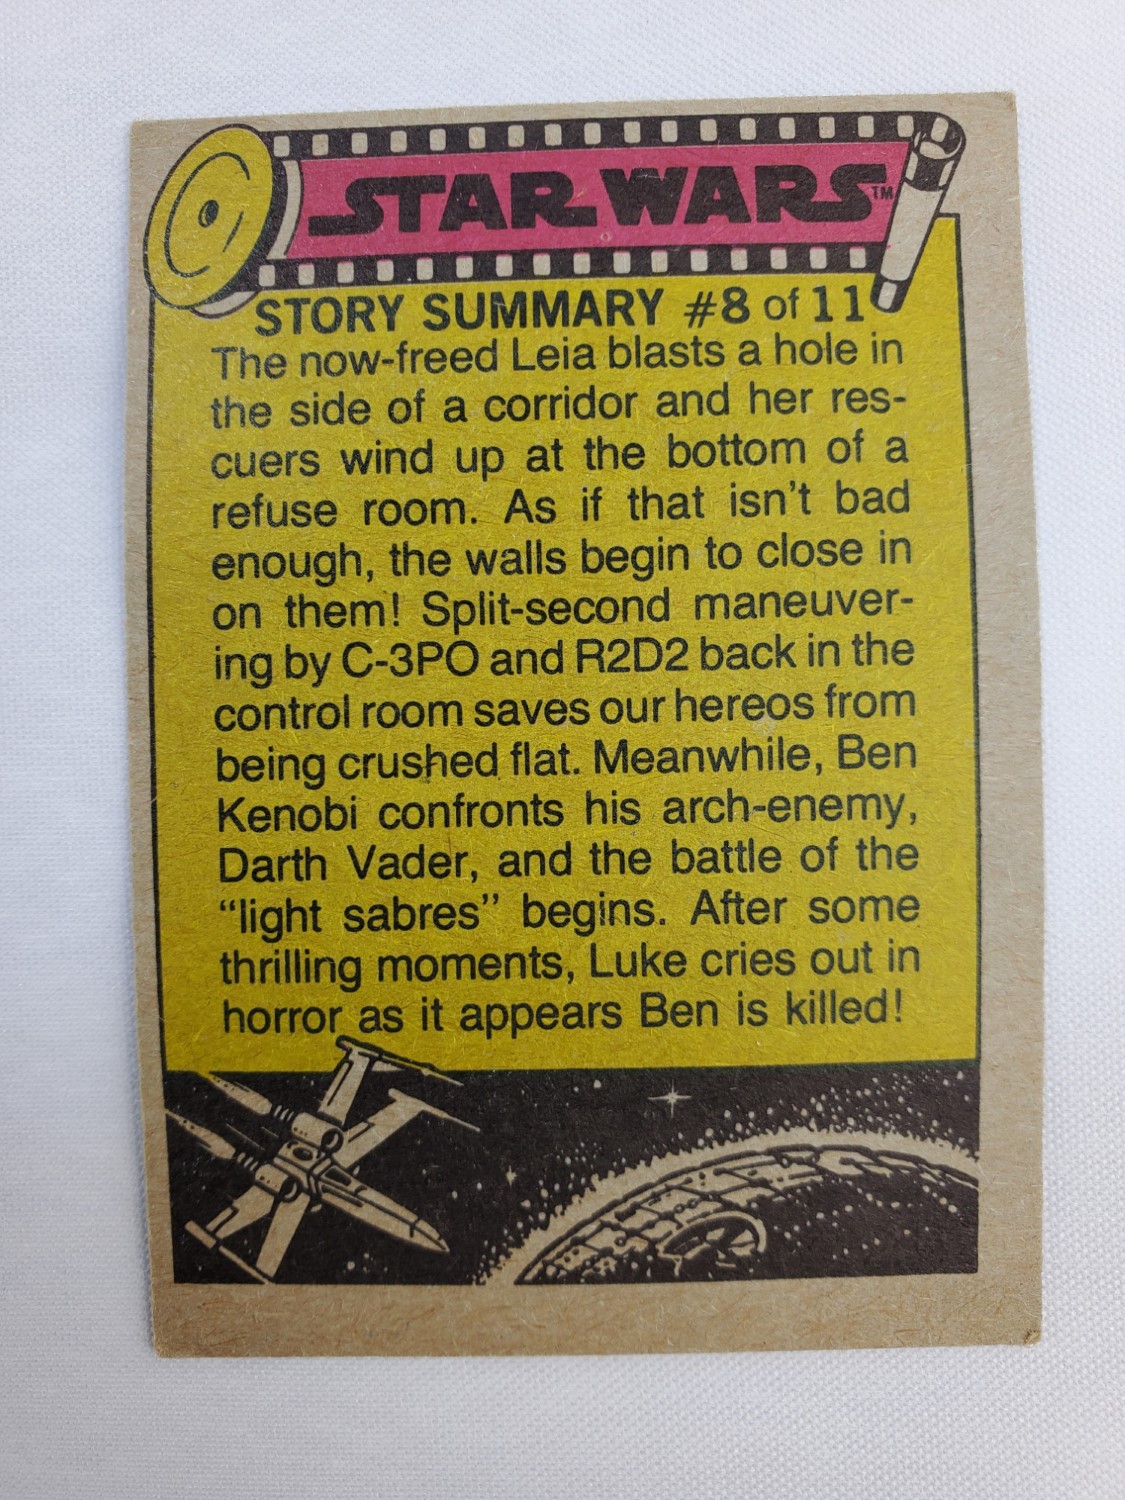 STAR WARS™
STORY SUMMARY #8 of 11
The now-freed Leia blasts a hole in
the side of a corridor and her res-
cuers wind up at the bottom of a
refuse room. As if that isn't bad
enough, the walls begin to close in
on them! Split-second maneuver-
ing by C-3PO and R2D2 back in the
control room saves our hereos from
being crushed flat. Meanwhile, Ben
Kenobi confronts his arch-enemy,
Darth Vader, and the battle of the
“light sabres” begins. After some
thrilling moments, Luke cries out in
horror as it appears Ben is killed!